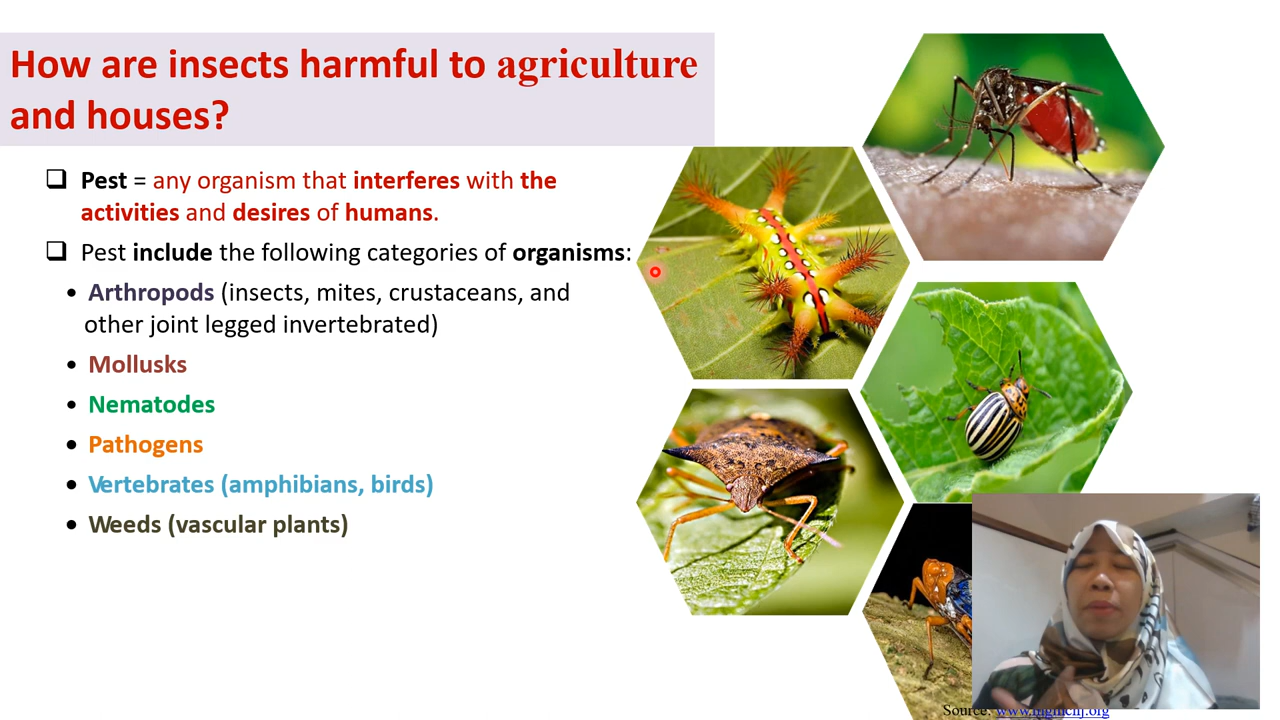 How are insects harmful to agriculture
and houses?
Pest = any organism that interferes with the
activities and desires of humans.
Pest include the following categories of organisms:
Arthropods (insects, mites, crustaceans, and
other joint legged invertebrated)
Mollusks
Nematodes
Pathogens
Vertebrates (amphibians, birds)
Weeds (vascular plants)
Source: